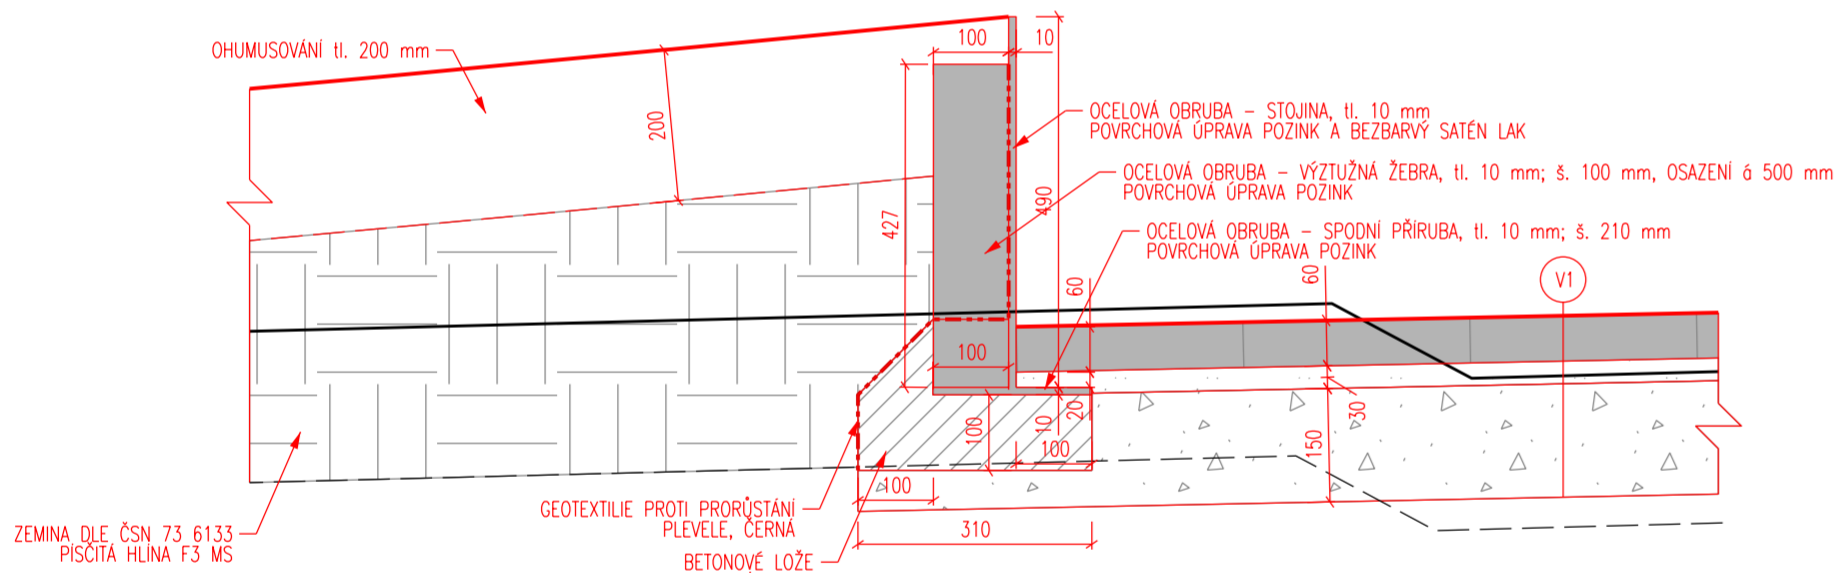 OHUMUSOVÁNÍ tl. 200 mm
100
10
200
427
490
OCELOVÁ OBRUBA – STOJINA, tl. 10 mm
POVRCHOVÁ ÚPRAVA POZINK A BEZBARVÝ SATÉN LAK
OCELOVÁ OBRUBA – VÝZTUŽNÁ ŽEBRA, tl. 10 mm; š. 100 mm, OSAZENÍ á 500 mm
POVRCHOVÁ ÚPRAVA POZINK
OCELOVÁ OBRUBA – SPODNÍ PŘÍRUBA, tl. 10 mm; š. 210 mm
POVRCHOVÁ ÚPRAVA POZINK
60
60
V1
100
100
10
20
100
150
30
100
310
GEOTEXTILIE PROTI PRORŮSTÁNÍ
PLEVELE, ČERNÁ
BETONOVÉ LOŽE
ZEMINA DLE ČSN 73 6133
PÍSČITÁ HLÍNA F3 MS